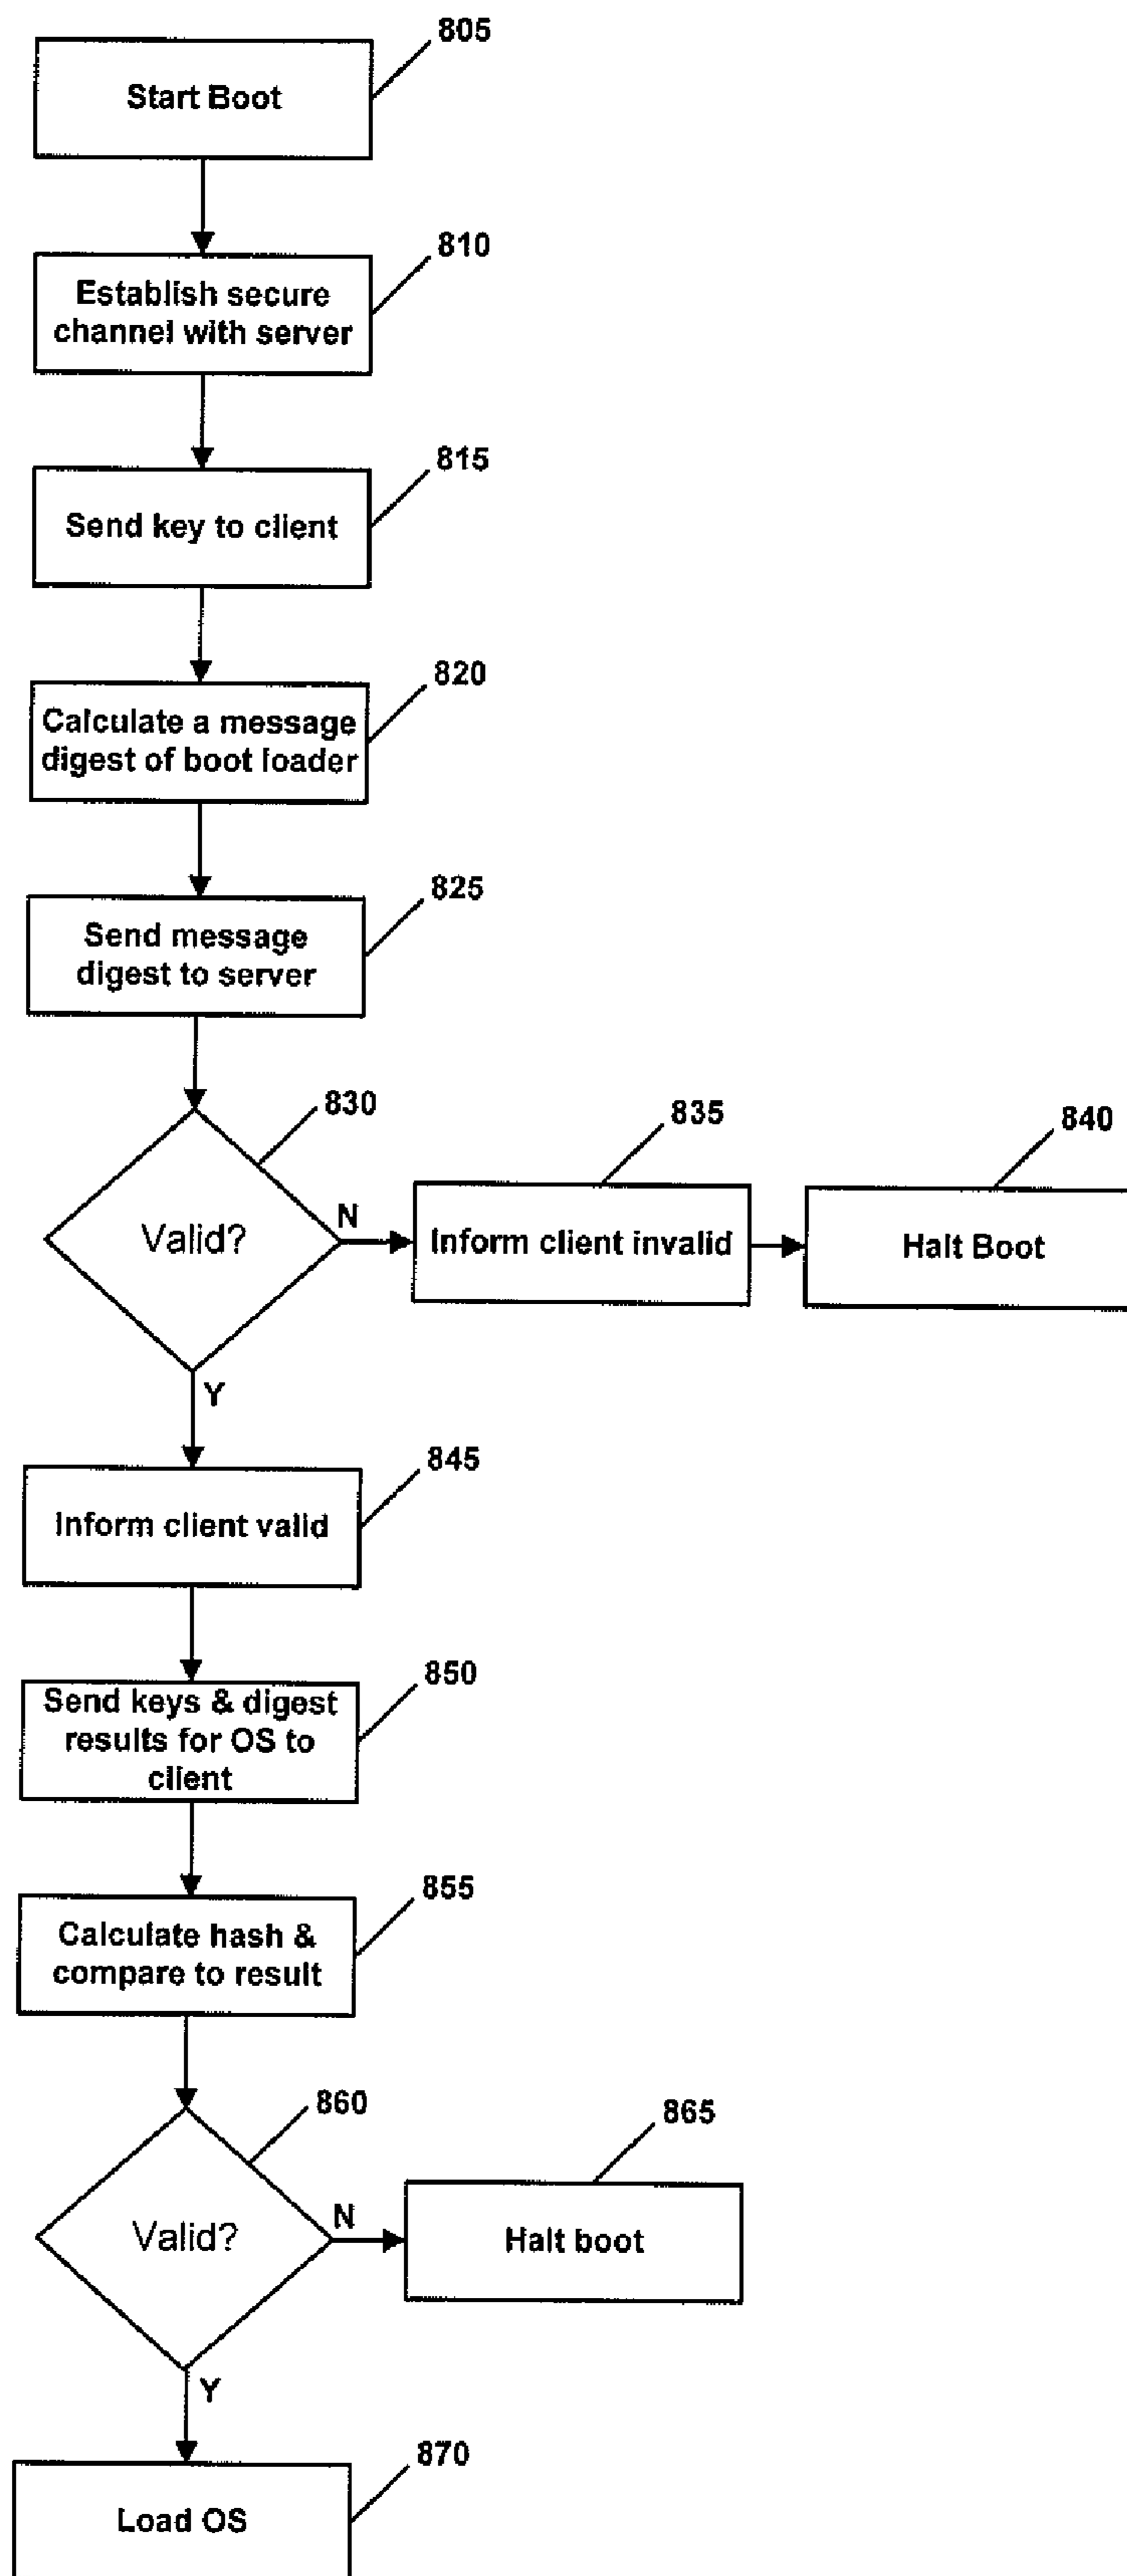 805
Start Boot
810
Establish secure
channel with server
815
Send key to client
820
Calculate a message
digest of boot loader
825
Send message
digest to server
830
Valid?
N
835
Inform client invalid
840
Halt Boot
Y
845
Inform client valid
850
Send keys & digest
results for OS to
client
855
Calculate hash &
compare to result
860
Valid?
N
865
Halt boot
Y
870
Load OS